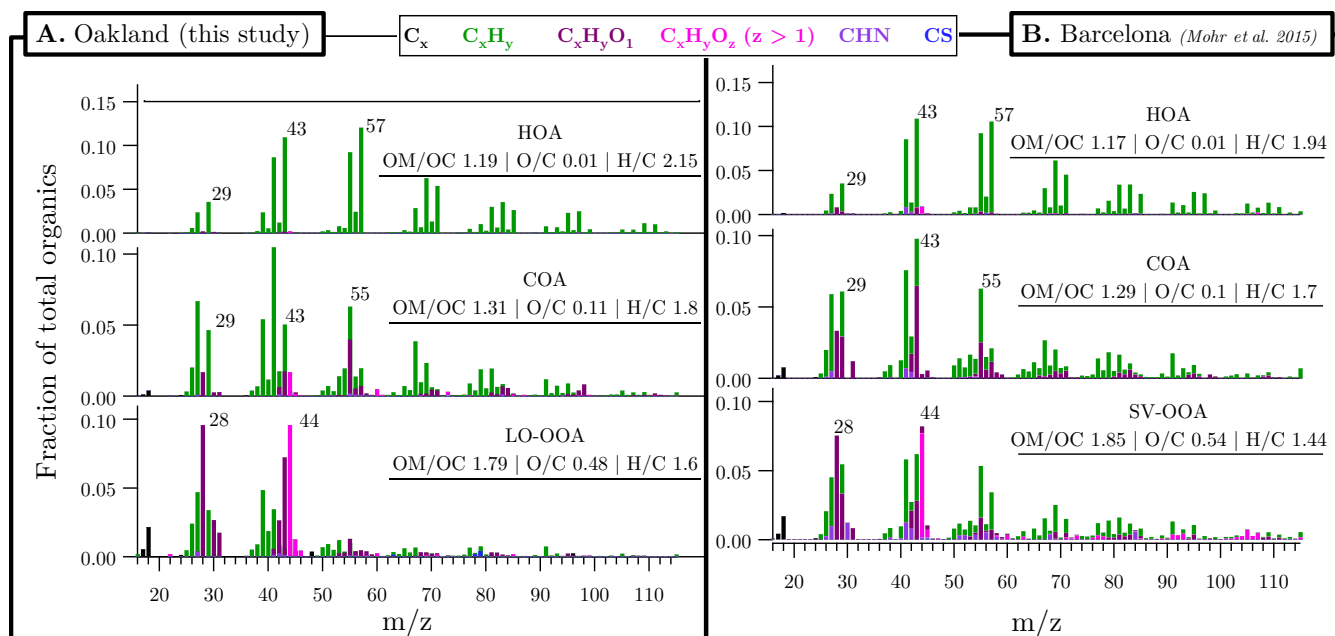 A. Oakland (this study)
Cx CxHy CxHyO1 CxHyOz (z > 1) CHN CS
B. Barcelona (Mohr et al. 2015)
Fraction of total organics
0.15
0.10
0.05
0.00
29
43
57
HOA
OM/OC 1.19 | O/C 0.01 | H/C 2.15
0.10
0.05
0.00
29
43
55
COA
OM/OC 1.31 | O/C 0.11 | H/C 1.8
0.10
0.05
0.00
28
44
LO-OOA
OM/OC 1.79 | O/C 0.48 | H/C 1.6
20 30 40 50 60 70 80 90 100 110
m/z
0.15
0.10
0.05
0.00
29
43
57
HOA
OM/OC 1.17 | O/C 0.01 | H/C 1.94
0.10
0.05
0.00
29
43
55
COA
OM/OC 1.29 | O/C 0.1 | H/C 1.7
0.10
0.05
0.00
28
44
SV-OOA
OM/OC 1.85 | O/C 0.54 | H/C 1.44
20 30 40 50 60 70 80 90 100 110
m/z